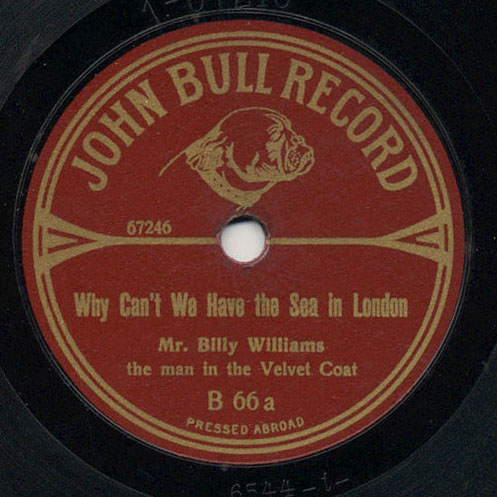 JOHN BULL RECORD
67246
Why Can't We Have the Sea in London
Mr. Billy Williams
the man in the Velvet Coat
B 66 a
PRESSED ABROAD
6544-t-